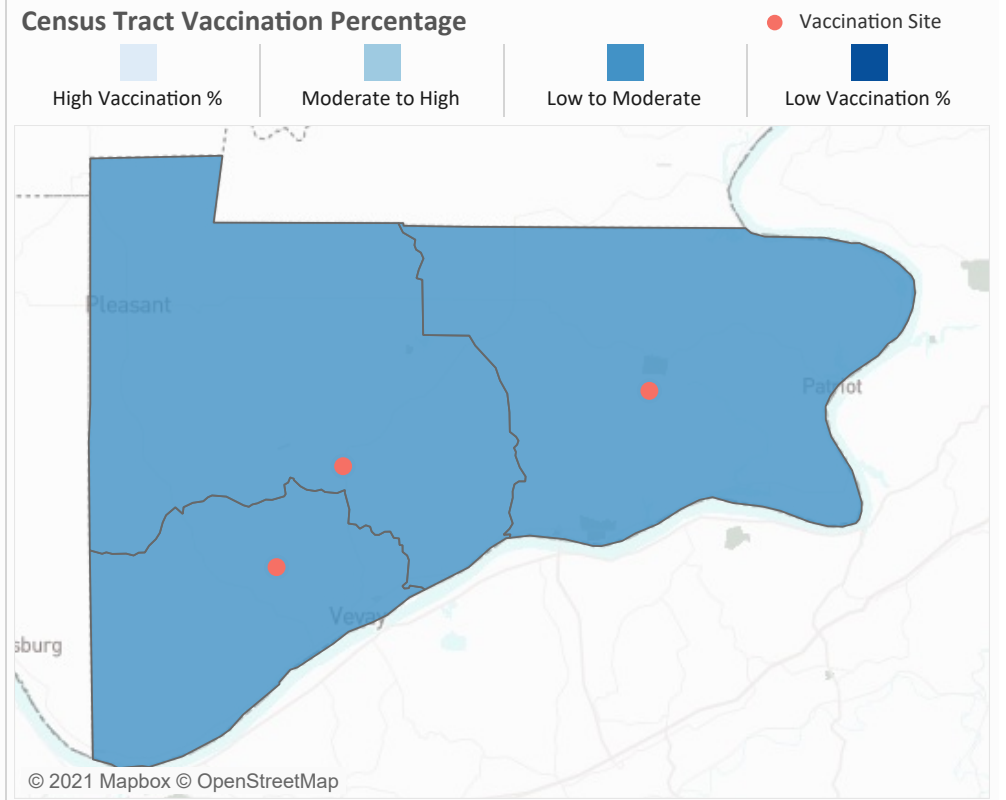 Census Tract Vaccination Percentage
Vaccination Site
High Vaccination %
Moderate to High
Low to Moderate
Low Vaccination %
Pleasant
Patriot
Vevay
sburg
© 2021 Mapbox © OpenStreetMap